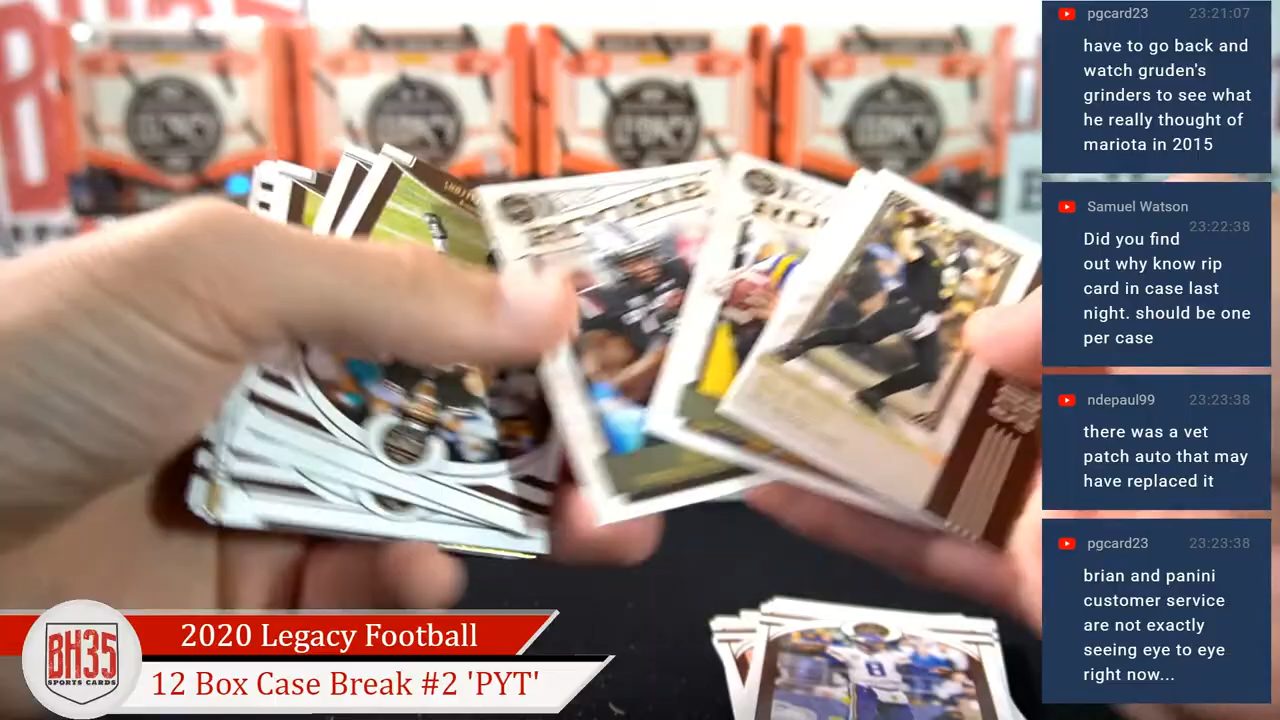 pgcard23 23:21:07
have to go back and
watch gruden's
grinders to see what
he really thought of
mariota in 2015
Samuel Watson
23:22:38
Did you find
out why know rip
card in case last
night. should be one
per case
ndepaul99 23:23:38
there was a vet
patch auto that may
have replaced it
pgcard23 23:23:38
brian and panini
customer service
are not exactly
seeing eye to eye
right now...
LEGACY
ROOKIE
8
BH35
SPORTS CARDS
2020 Legacy Football
12 Box Case Break #2 'PYT'